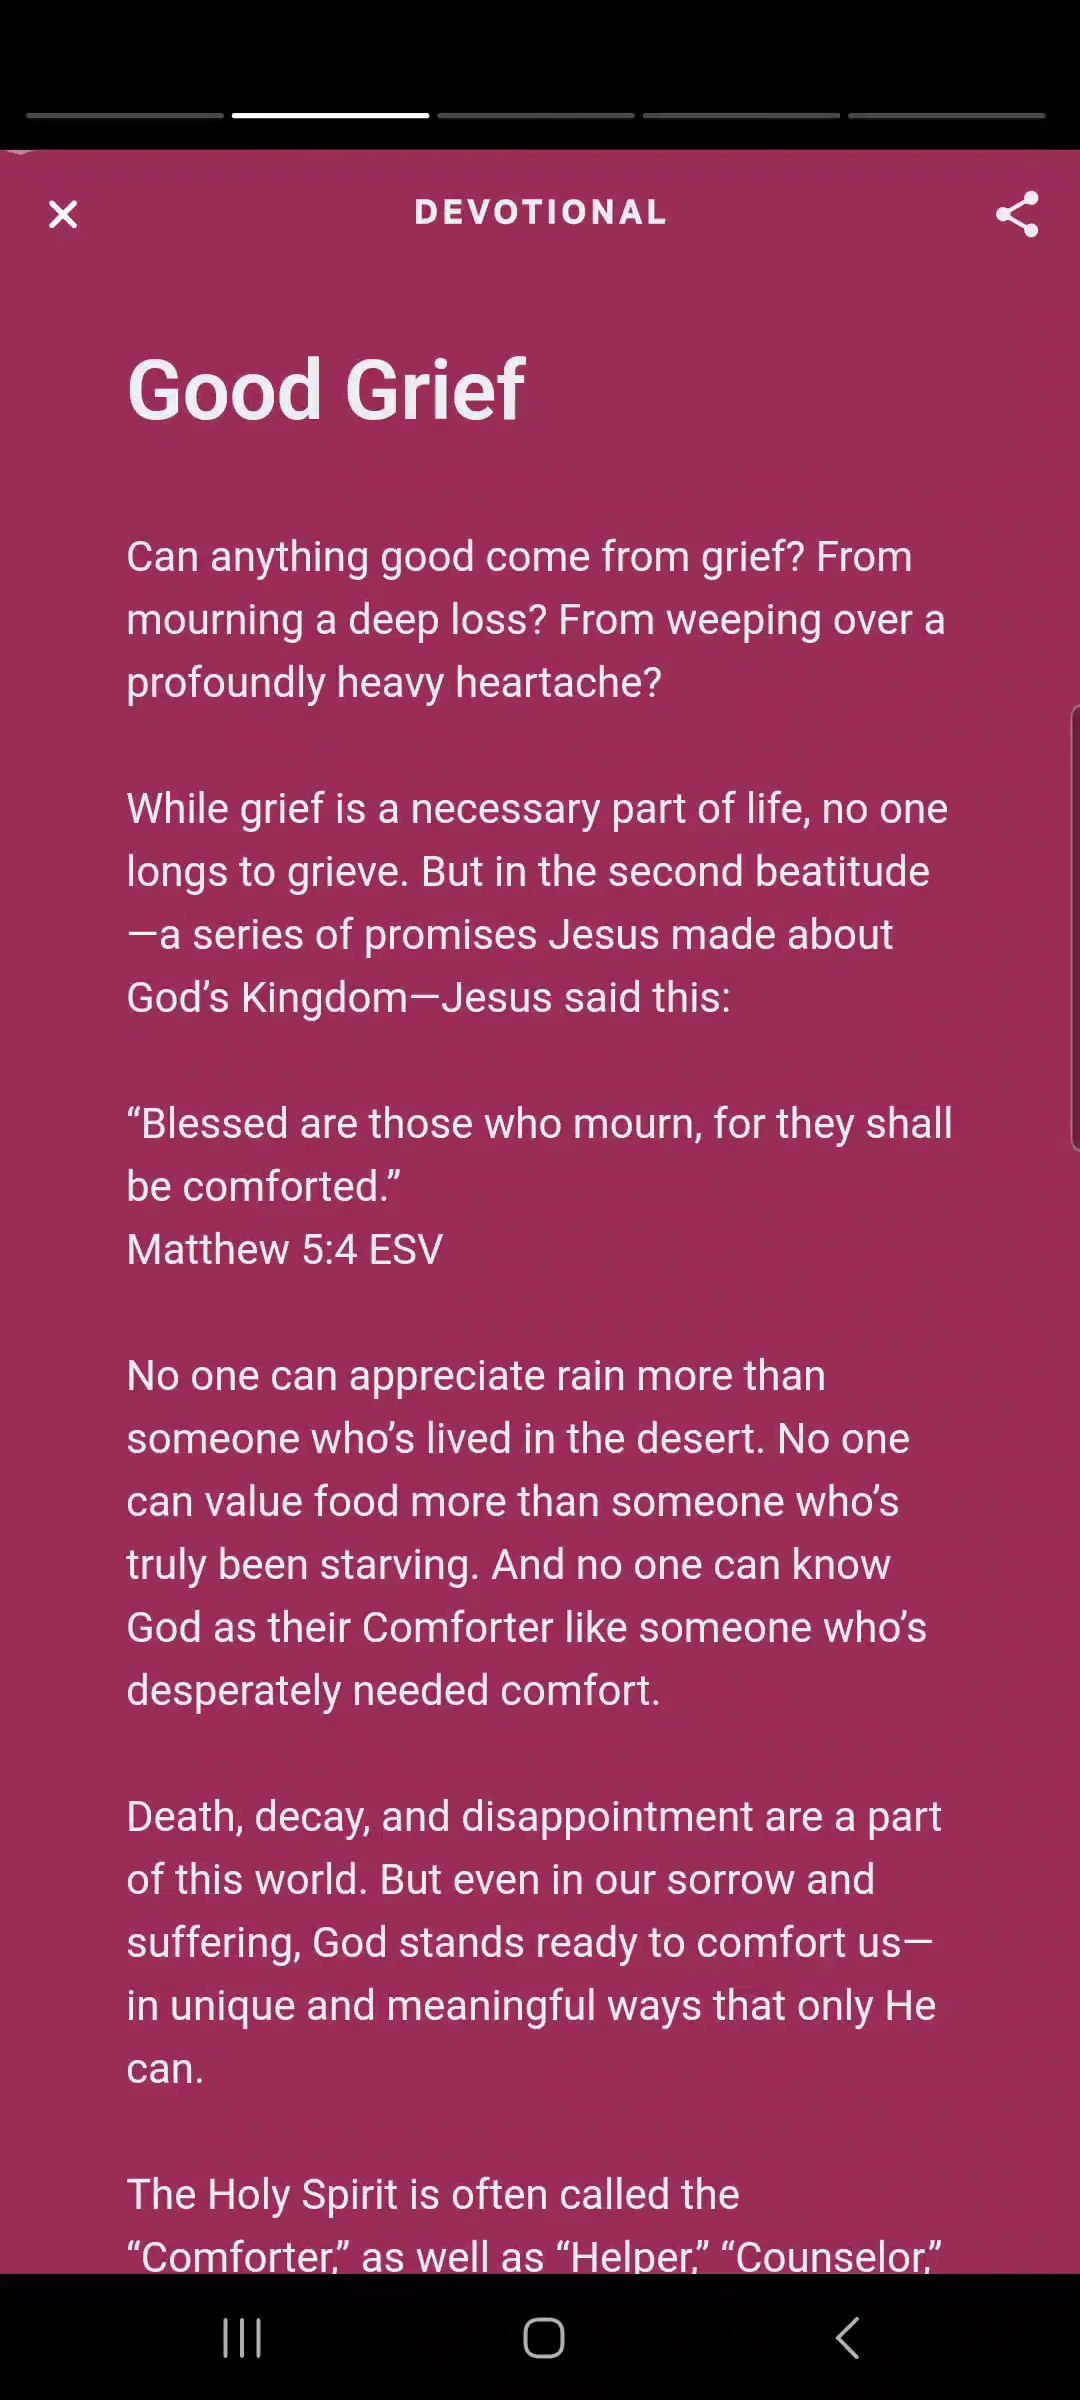 DEVOTIONAL
Good Grief
Can anything good come from grief? From
mourning a deep loss? From weeping over a
profoundly heavy heartache?
While grief is a necessary part of life, no one
longs to grieve. But in the second beatitude
—a series of promises Jesus made about
God’s Kingdom—Jesus said this:
“Blessed are those who mourn, for they shall
be comforted.”
Matthew 5:4 ESV
No one can appreciate rain more than
someone who’s lived in the desert. No one
can value food more than someone who’s
truly been starving. And no one can know
God as their Comforter like someone who’s
desperately needed comfort.
Death, decay, and disappointment are a part
of this world. But even in our sorrow and
suffering, God stands ready to comfort us—
in unique and meaningful ways that only He
can.
The Holy Spirit is often called the
“Comforter,” as well as “Helper,” “Counselor,”